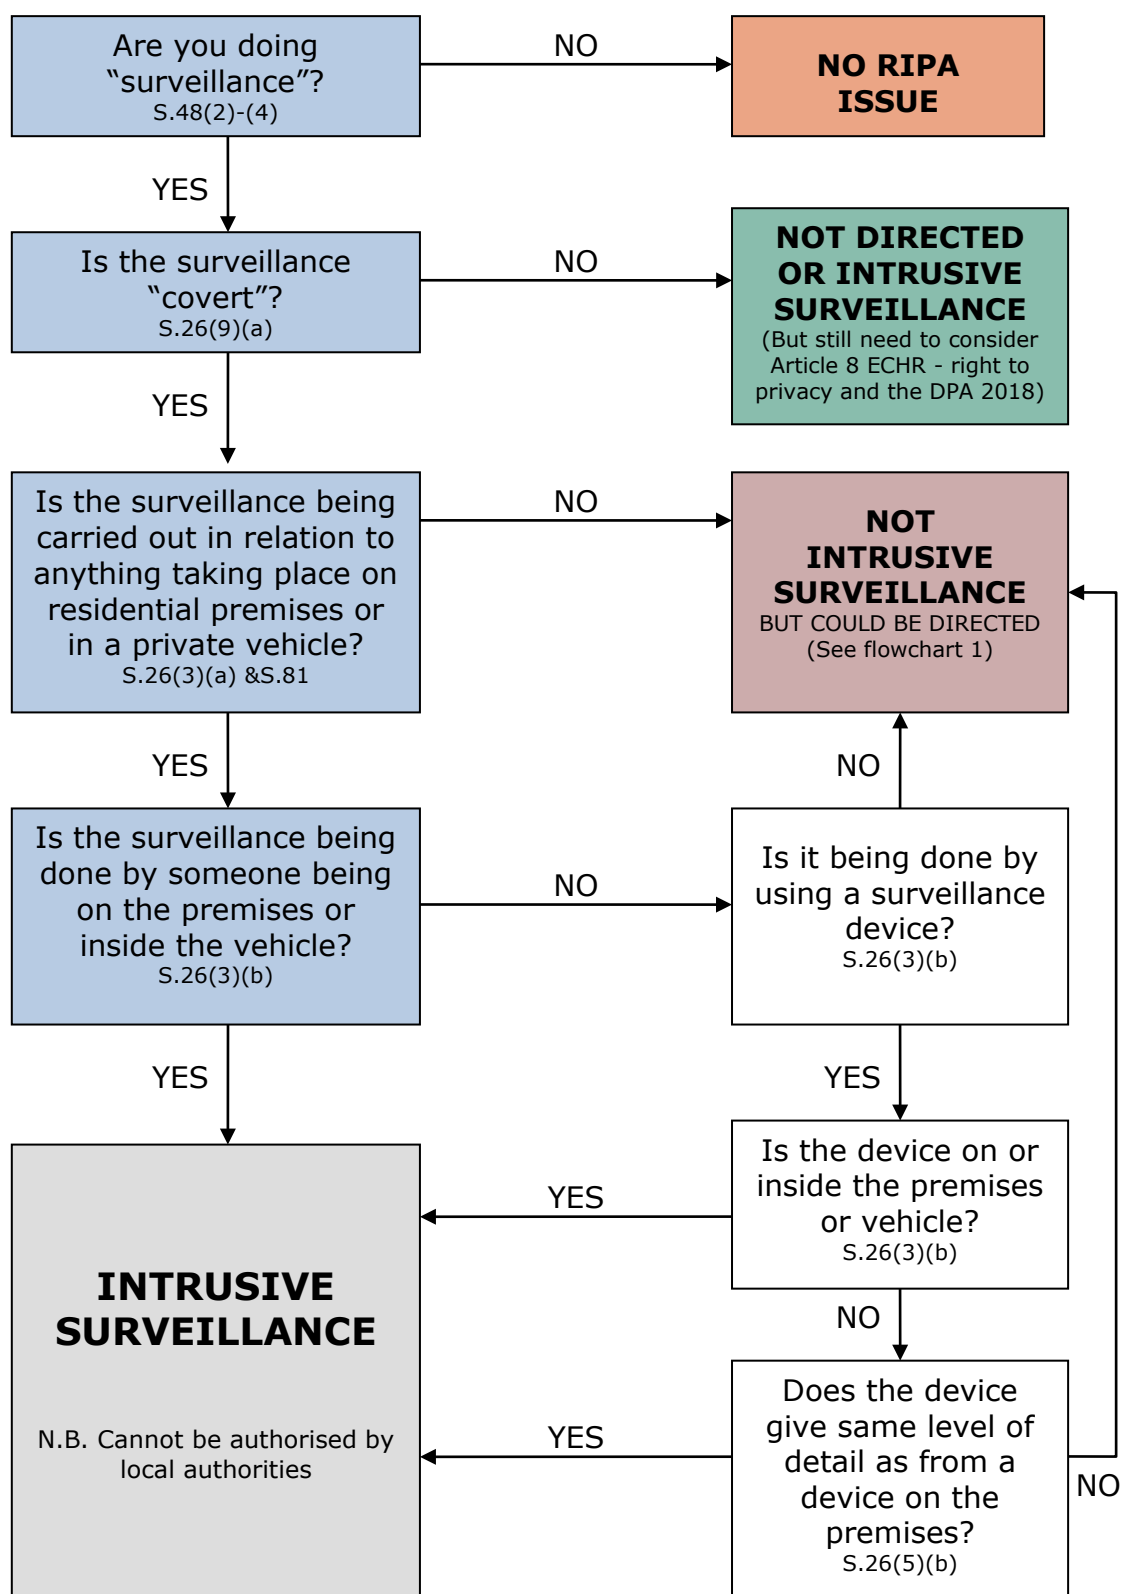 Are you doing
“surveillance”?
S.48(2)-(4)
NO
NO RIPA
ISSUE
YES
Is the surveillance
“covert”?
S.26(9)(a)
NO
NOT DIRECTED
OR INTRUSIVE
SURVEILLANCE
(But still need to consider
Article 8 ECHR - right to
privacy and the DPA 2018)
YES
Is the surveillance being
carried out in relation to
anything taking place on
residential premises or
in a private vehicle?
S.26(3)(a) &S.81
NO
NOT
INTRUSIVE
SURVEILLANCE
BUT COULD BE DIRECTED
(See flowchart 1)
YES
NO
Is the surveillance being
done by someone being
on the premises or
inside the vehicle?
S.26(3)(b)
NO
Is it being done by
using a surveillance
device?
S.26(3)(b)
YES
YES
Is the device on or
inside the premises
or vehicle?
S.26(3)(b)
YES
NO
INTRUSIVE
SURVEILLANCE
N.B. Cannot be authorised by
local authorities
YES
Does the device
give same level of
detail as from a
device on the
premises?
S.26(5)(b)
NO